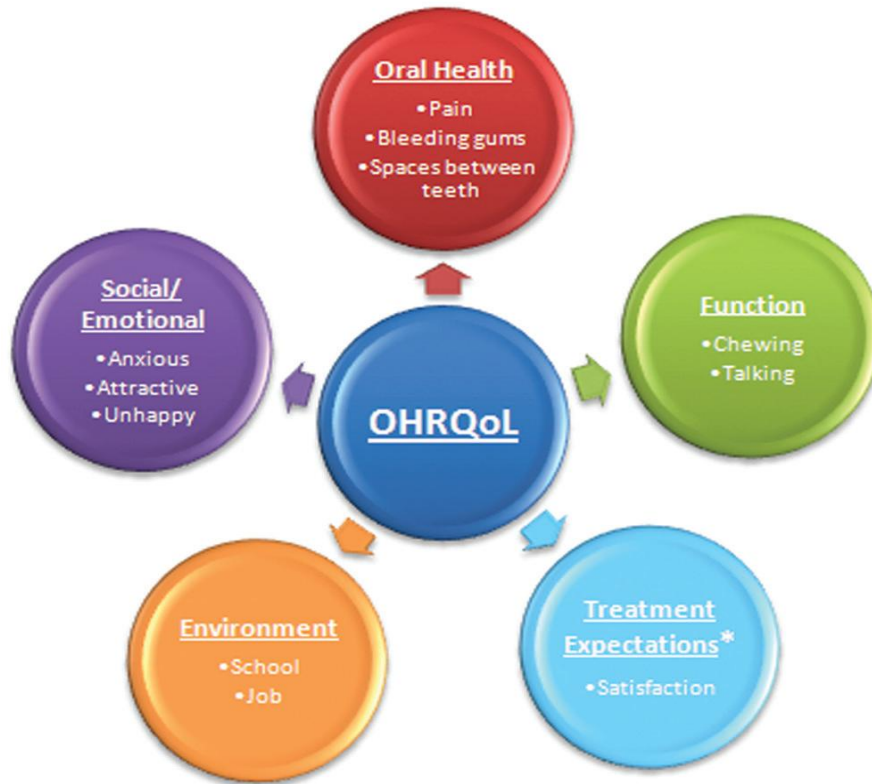 Oral Health
•Pain
•Bleeding gums
•Spaces between
teeth
Social/
Emotional
•Anxious
•Attractive
•Unhappy
Function
•Chewing
•Talking
OHRQoL
Environment
•School
•Job
Treatment
Expectations*
•Satisfaction